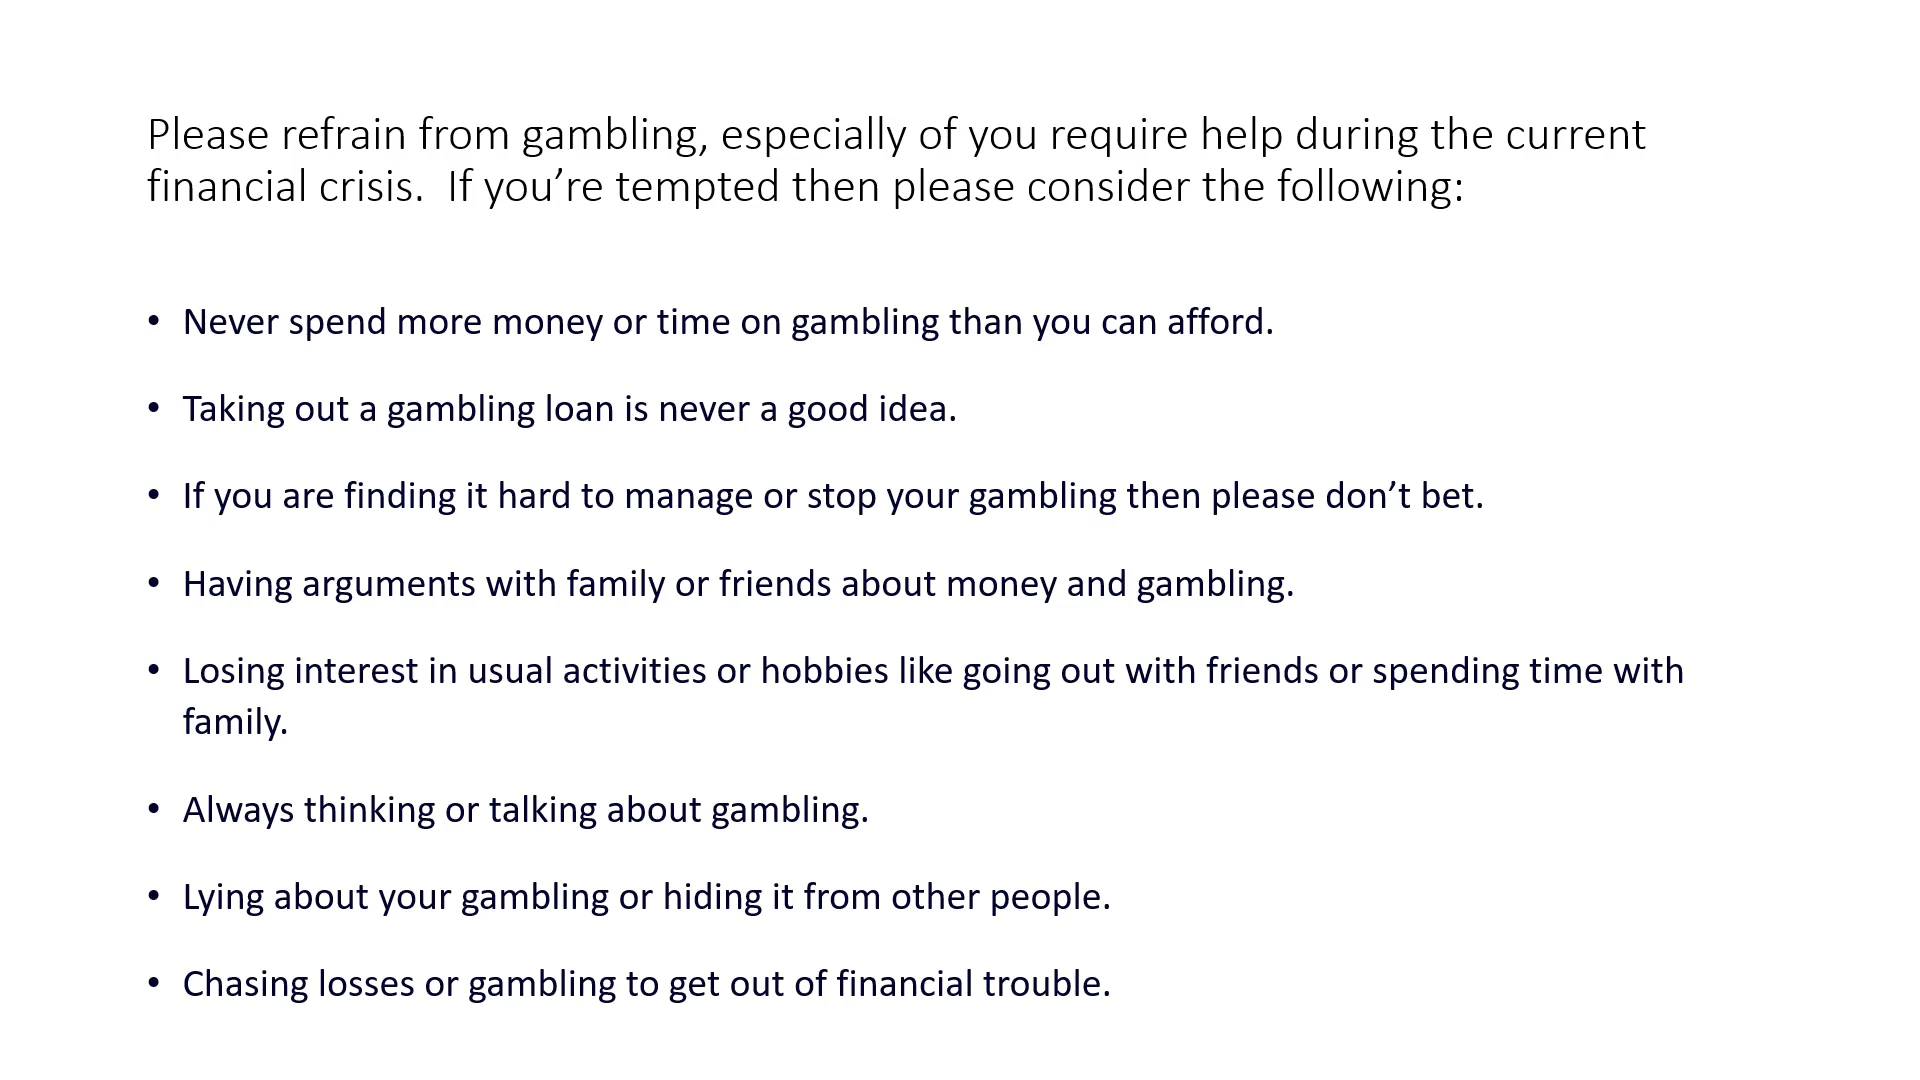 Please refrain from gambling, especially of you require help during the current
financial crisis.  If you’re tempted then please consider the following:
• Never spend more money or time on gambling than you can afford.
• Taking out a gambling loan is never a good idea.
• If you are finding it hard to manage or stop your gambling then please don’t bet.
• Having arguments with family or friends about money and gambling.
• Losing interest in usual activities or hobbies like going out with friends or spending time with
family.
• Always thinking or talking about gambling.
• Lying about your gambling or hiding it from other people.
• Chasing losses or gambling to get out of financial trouble.